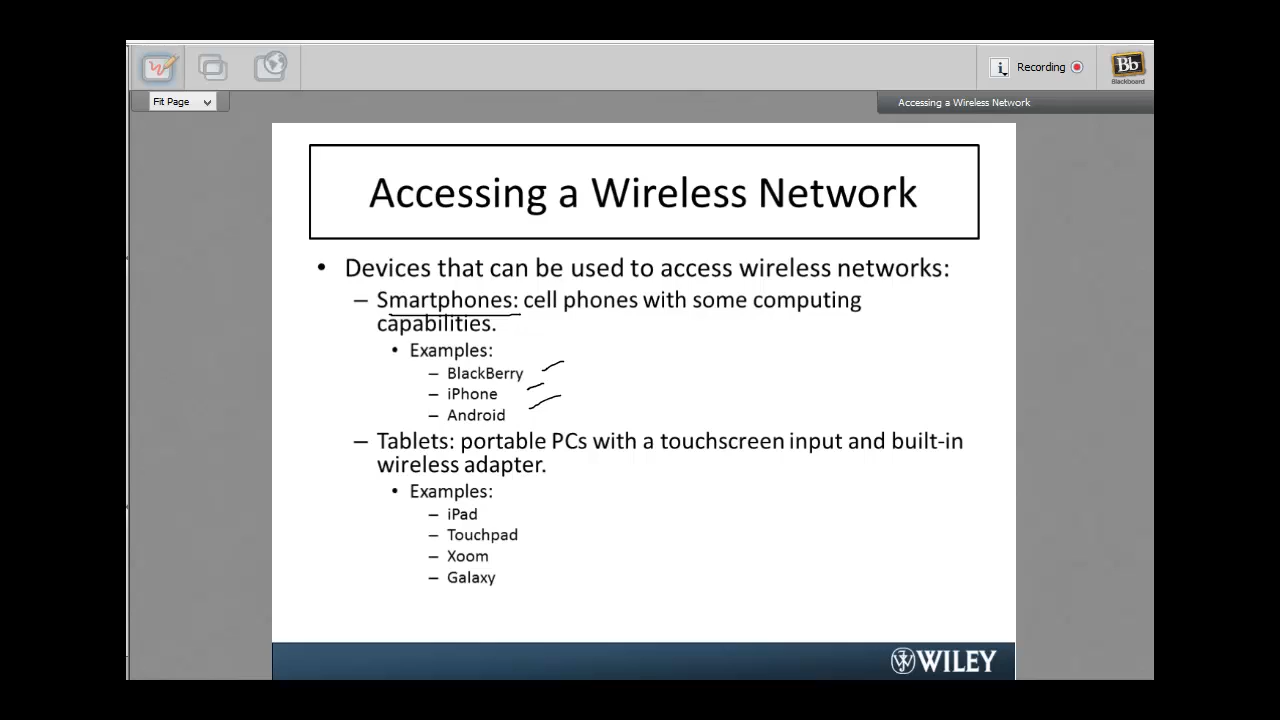 Recording
Bb
Blackboard
Fit Page
Accessing a Wireless Network
Accessing a Wireless Network
• Devices that can be used to access wireless networks:
– Smartphones: cell phones with some computing
capabilities.
• Examples:
– BlackBerry
– iPhone
– Android
– Tablets: portable PCs with a touchscreen input and built-in
wireless adapter.
• Examples:
– iPad
– Touchpad
– Xoom
– Galaxy
WILEY